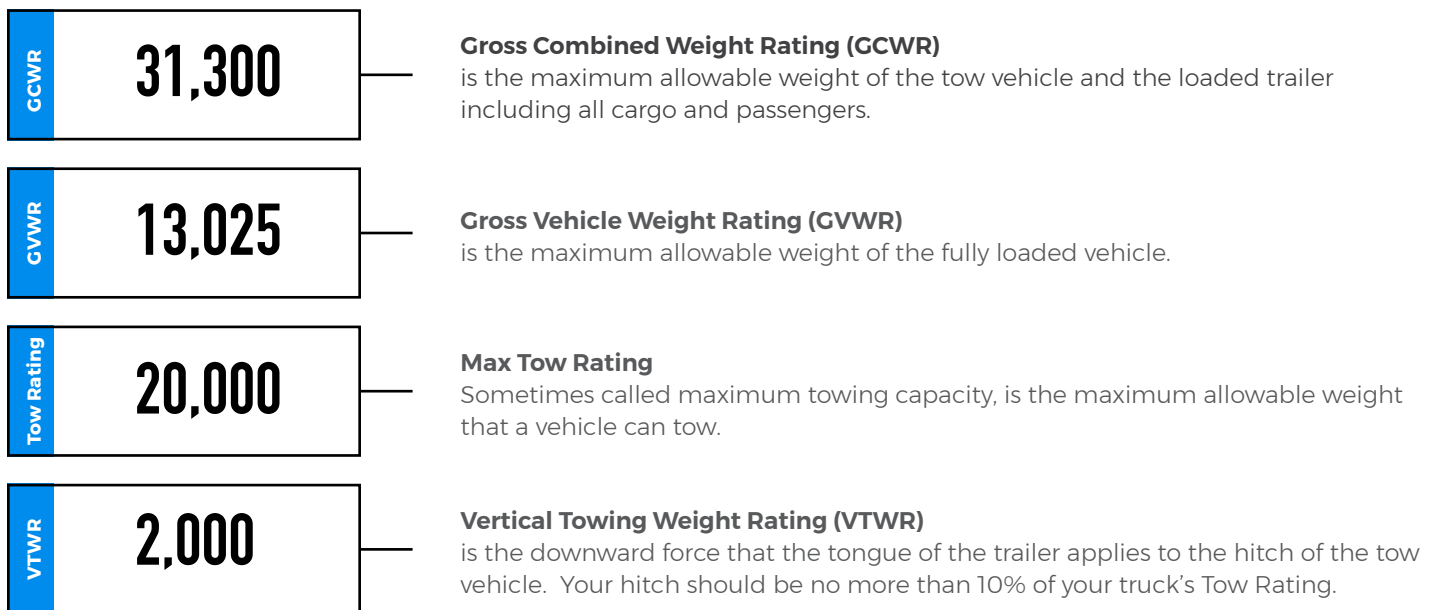 GCWR
31,300
Gross Combined Weight Rating (GCWR)
is the maximum allowable weight of the tow vehicle and the loaded trailer
including all cargo and passengers.
GVWR
13,025
Gross Vehicle Weight Rating (GVWR)
is the maximum allowable weight of the fully loaded vehicle.
Tow Rating
20,000
Max Tow Rating
Sometimes called maximum towing capacity, is the maximum allowable weight
that a vehicle can tow.
VTWR
2,000
Vertical Towing Weight Rating (VTWR)
is the downward force that the tongue of the trailer applies to the hitch of the tow
vehicle.  Your hitch should be no more than 10% of your truck's Tow Rating.